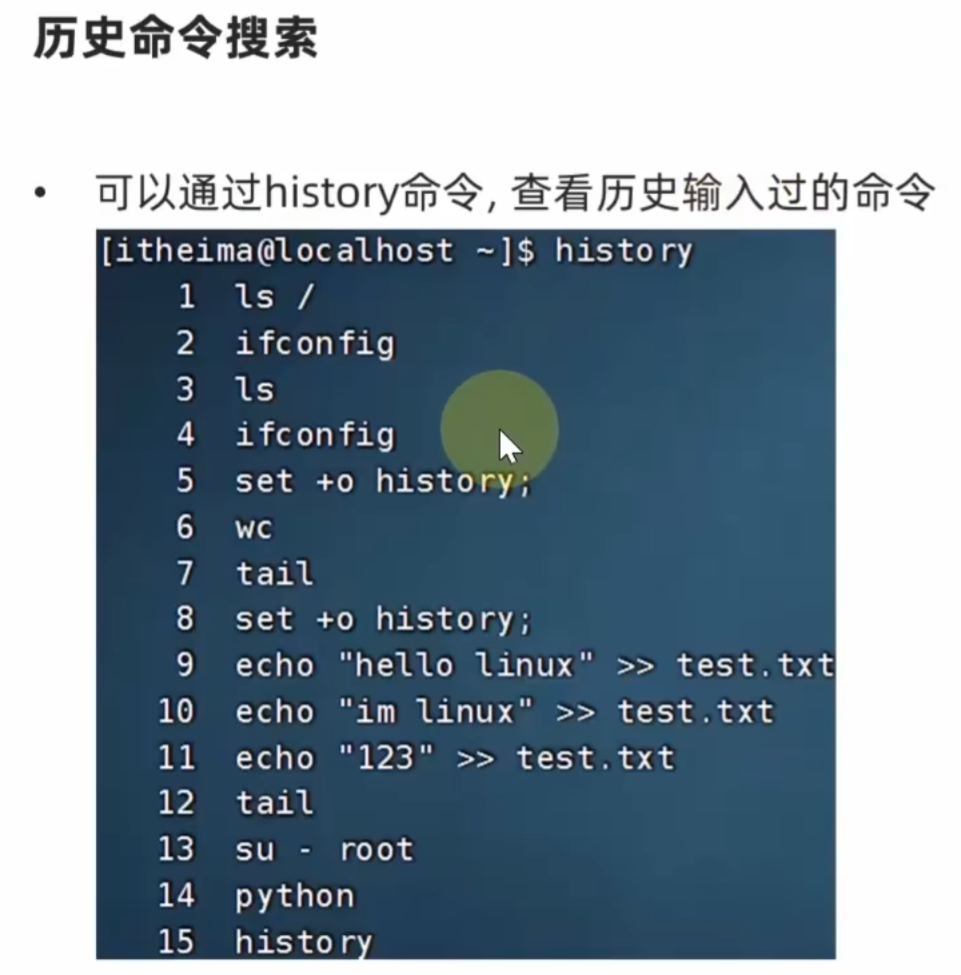 历史命令搜索
• 可以通过history命令, 查看历史输入过的命令
[itheima@localhost ~]$ history
1 ls /
2 ifconfig
3 ls
4 ifconfig
5 set +o history;
6 wc
7 tail
8 set +o history;
9 echo "hello linux" >> test.txt
10 echo "im linux" >> test.txt
11 echo "123" >> test.txt
12 tail
13 su - root
14 python
15 history